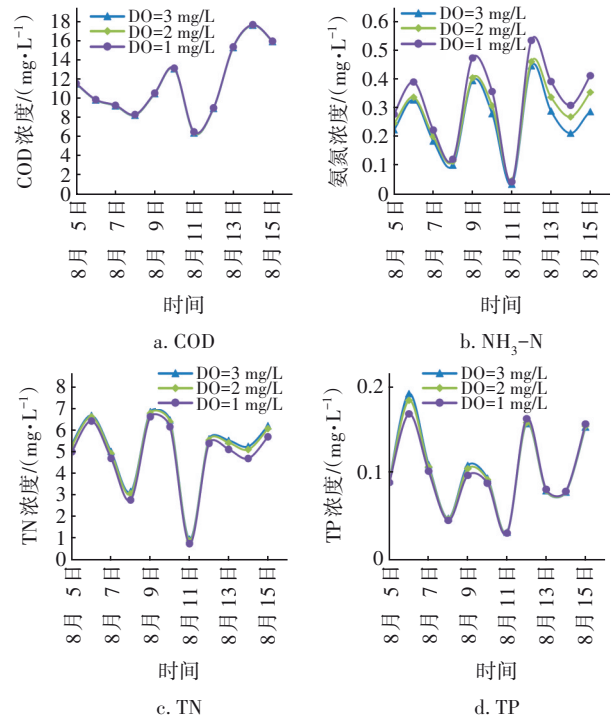 DO=3 mg/L
DO=2 mg/L
DO=1 mg/L
COD浓度/(mg·L⁻¹)
18
16
14
12
10
8
6
4
2
0
8月5日
8月7日
8月9日
8月11日
8月13日
8月15日
时间
a. COD
DO=3 mg/L
DO=2 mg/L
DO=1 mg/L
氨氮浓度/(mg·L⁻¹)
0.6
0.5
0.4
0.3
0.2
0.1
0
8月5日
8月7日
8月9日
8月11日
8月13日
8月15日
时间
b. NH₃-N
DO=3 mg/L
DO=2 mg/L
DO=1 mg/L
TN浓度/(mg·L⁻¹)
8
7
6
5
4
3
2
1
0
8月5日
8月7日
8月9日
8月11日
8月13日
8月15日
时间
c. TN
DO=3 mg/L
DO=2 mg/L
DO=1 mg/L
TP浓度/(mg·L⁻¹)
0.2
0.1
0
8月5日
8月7日
8月9日
8月11日
8月13日
8月15日
时间
d. TP